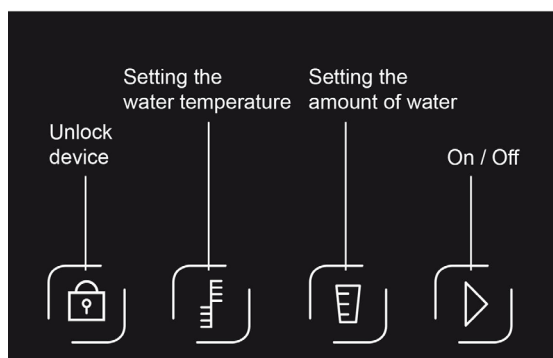 Setting the
water temperature
Setting the
amount of water
Unlock
device
On / Off